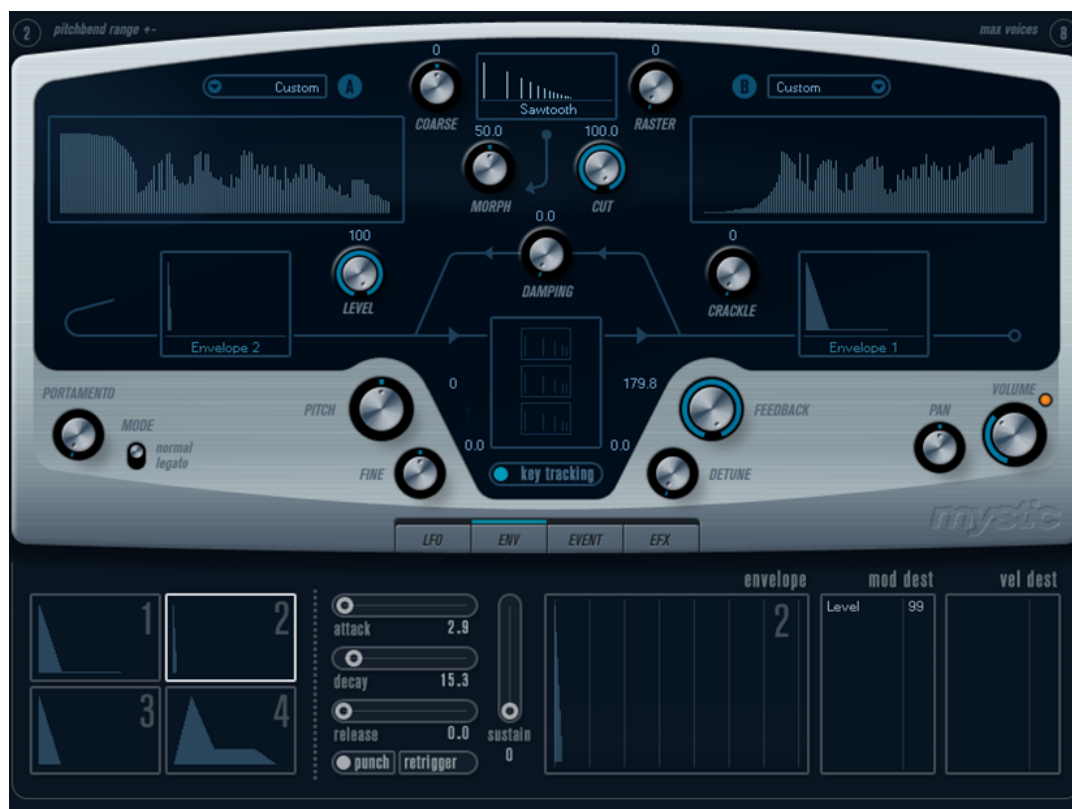 2 pitchbend range +- max voices 8
0 0
Custom A Sawtooth B Custom
COARSE RASTER
50.0 100.0
MORPH CUT
0.0
100 0
DAMPING
LEVEL CRACKLE
Envelope 2 Envelope 1
PORTAMENTO 0 179.8 VOLUME
PITCH FEEDBACK PAN
MODE
normal
legato
0.0 0.0
FINE key tracking DETUNE
mystic
LFO ENV EVENT EFX
envelope mod dest vel dest
1 2 2 Level 99
attack 2.9
decay 15.3
3 4
release 0.0 sustain
punch retrigger 0